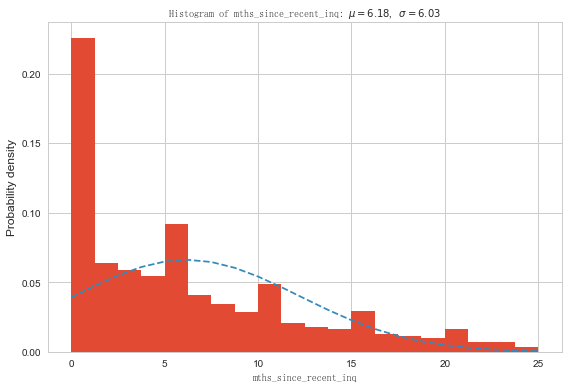 Histogram of mths_since_recent_inq: μ = 6.18, σ = 6.03
0.20
0.15
Probability density
0.10
0.05
0.00
0 5 10 15 20 25
mths_since_recent_inq